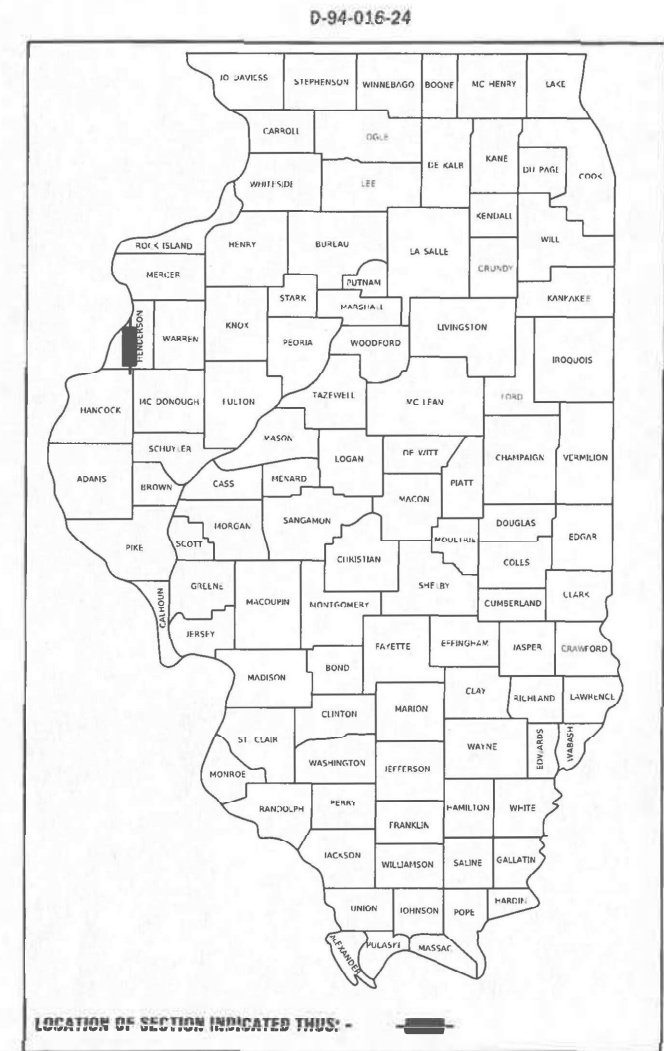 D-94-016-24
JO DAVIESS STEPHENSON WINNEBAGO BOONE MC HENRY LAKE
CARROLL OGLE
DE KALB KANE DU PAGE COOK
WHITESIDE LEE
KENDALL
ROCK ISLAND HENRY BUREAU LA SALLE WILL
MERCER PUTNAM GRUNDY
STARK MARSHALL KANKAKEE
HENDERSON WARREN KNOX PEORIA WOODFORD LIVINGSTON IROQUOIS
HANCOCK MC DONOUGH FULTON TAZEWELL MC LEAN FORD
MASON
SCHUYLER LOGAN DE WITT CHAMPAIGN VERMILION
ADAMS BROWN CASS MENARD PIATT
MACON
PIKE SCOTT MORGAN SANGAMON MOULTRIE DOUGLAS EDGAR
CHRISTIAN COLLS
CALHOUN GREENE MACOUPIN MONTGOMERY SHELBY CUMBERLAND CLARK
JERSEY
FAYETTE EFFINGHAM JASPER CRAWFORD
MADISON BOND
CLAY RICHLAND LAWRENCE
CLINTON MARION
ST. CLAIR WAYNE EDWARDS WABASH
MONROE WASHINGTON JEFFERSON
RANDOLPH PERRY HAMILTON WHITE
FRANKLIN
JACKSON WILLIAMSON SALINE GALLATIN
UNION JOHNSON POPE HARDIN
ALEXANDER PULASKI MASSAC
LOCATION OF SECTION INDICATED THUS: -